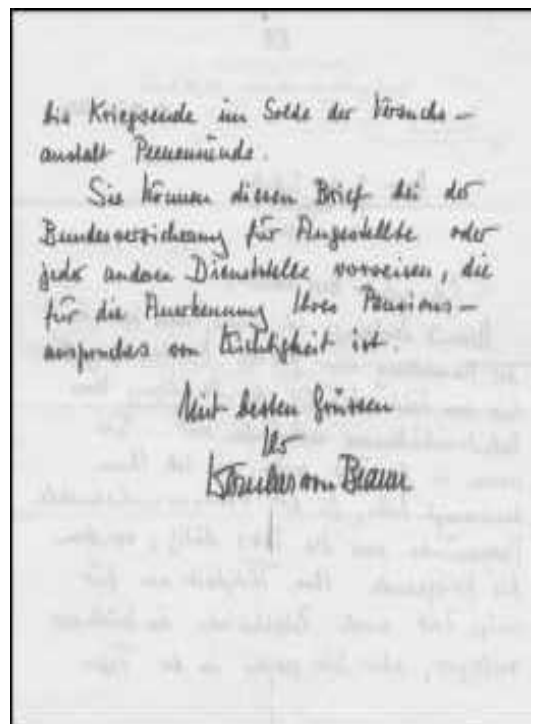 bis Kriegsende im Solde der Versuchs-
anstalt Peenemünde.
Sie können diesen Brief bei der
Bundesversicherung für Angestellte oder
jeder anderen Dienststelle vorweisen, die
für die Anerkennung Ihres Pensions-
anspruches von Wichtigkeit ist.
Mit besten Grüssen
Ihr
Wernher von Braun